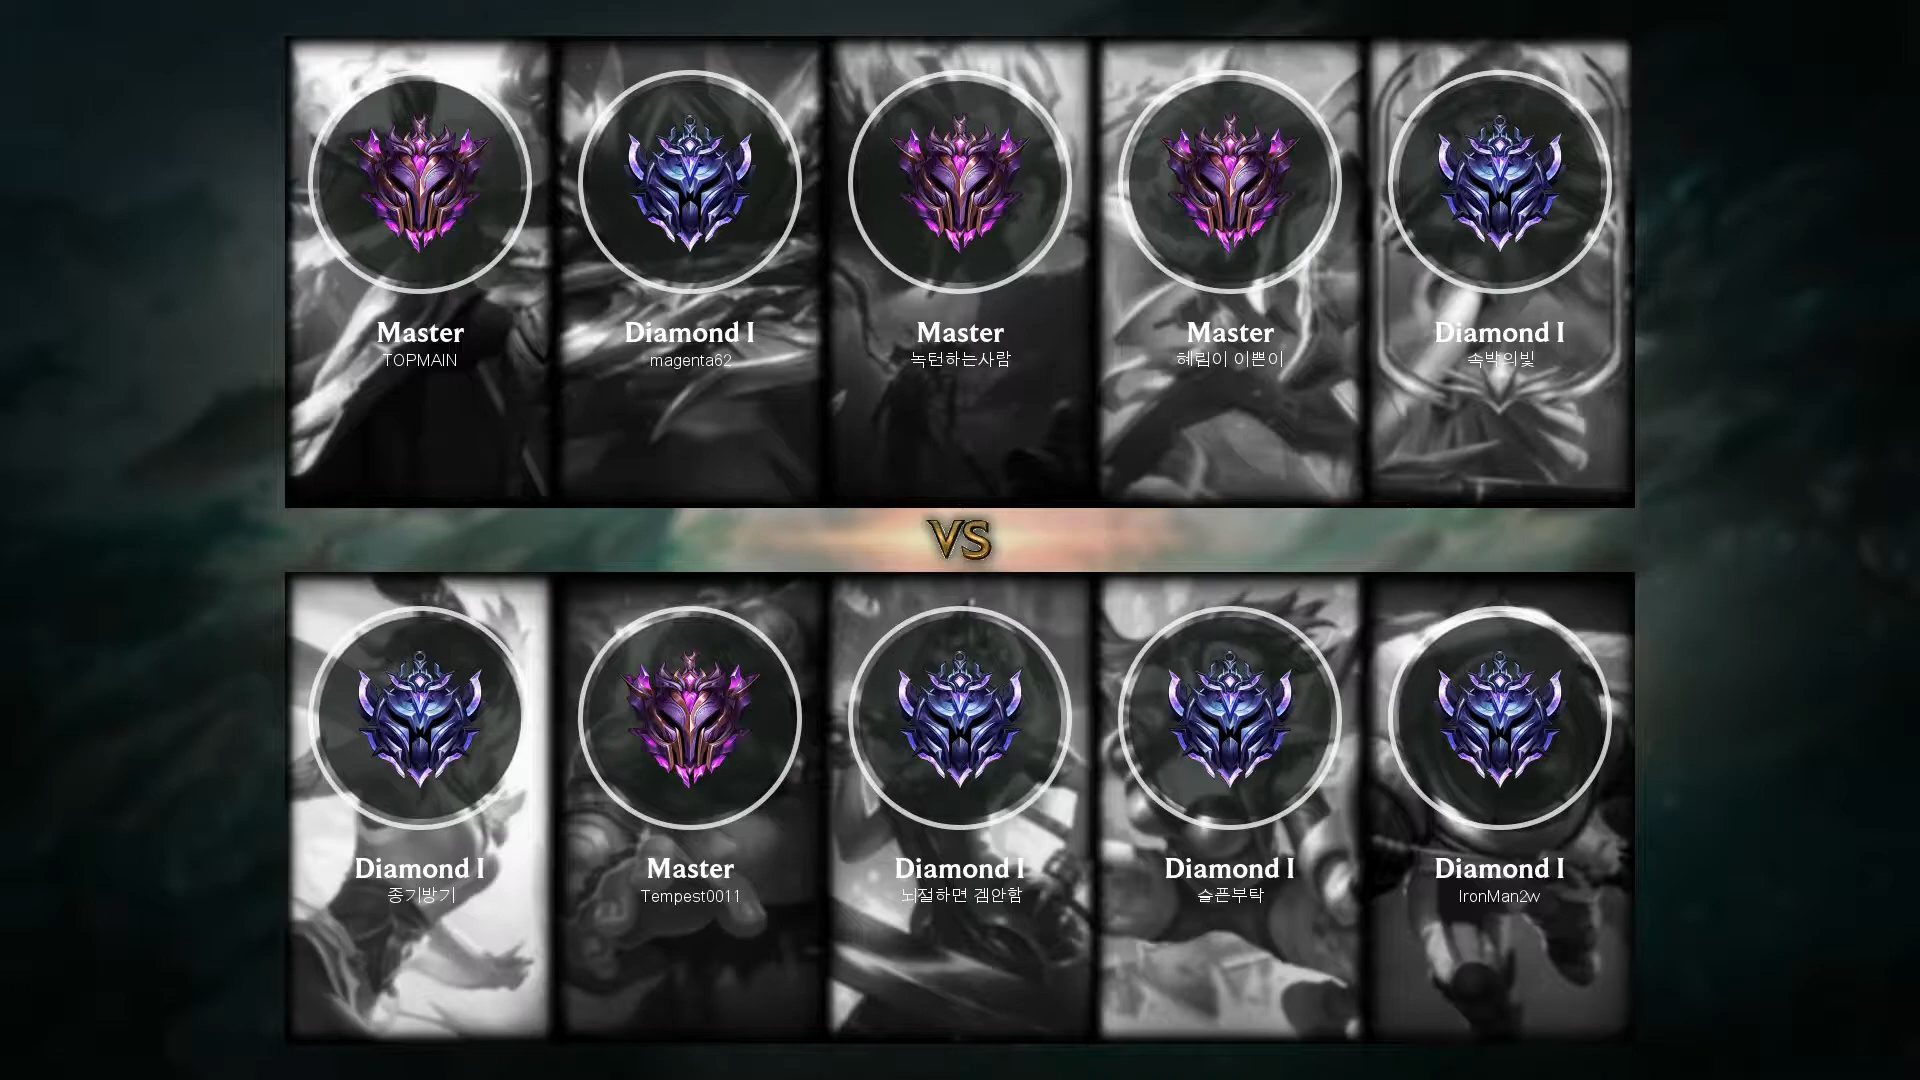 Master
TOPMAIN
Diamond I
magenta62
Master
녹턴하는사람
Master
혜림이 이쁜이
Diamond I
속박의빛
VS
Diamond I
종기방기
Master
Tempest0011
Diamond I
뇌절하면 겜안함
Diamond I
슬픈부탁
Diamond I
IronMan2w